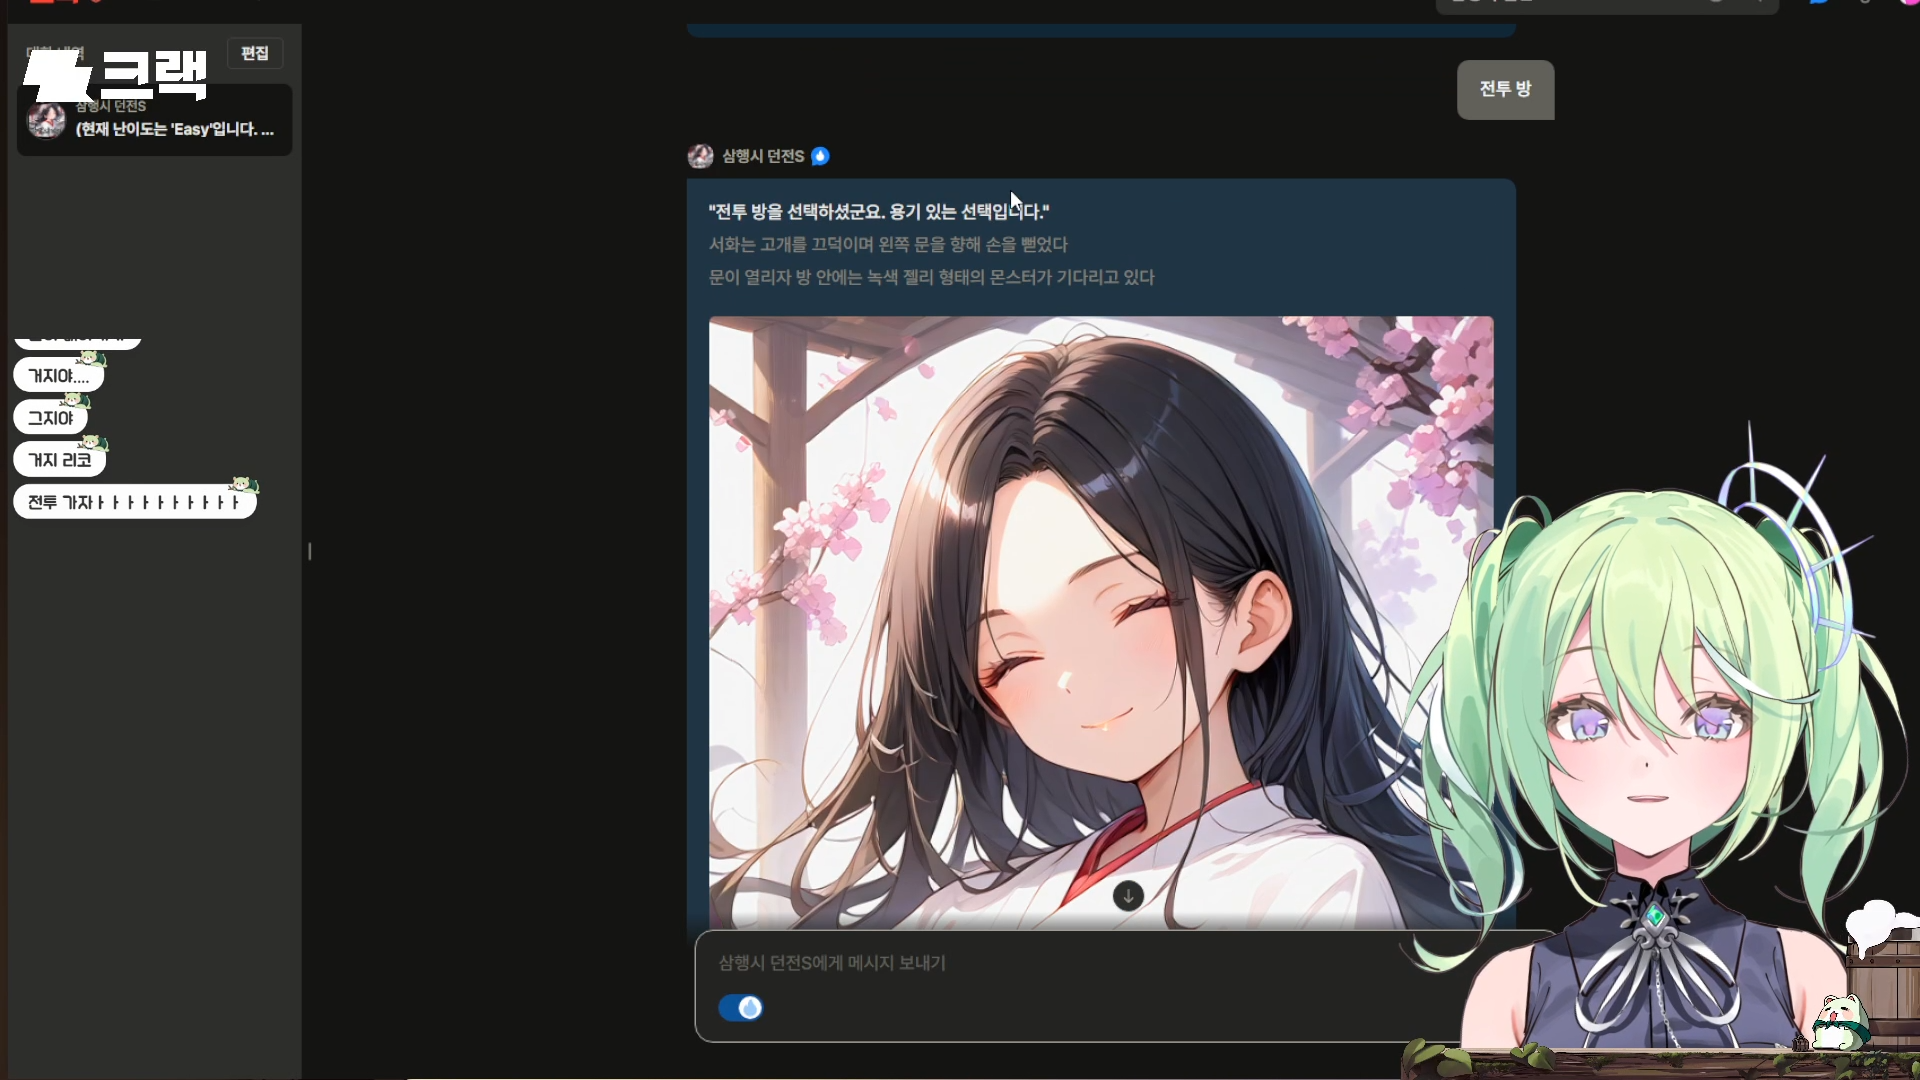 편집
크랙
삼행시 던전S
(현재 난이도는 'Easy'입니다. ...
거지야....
그지야
거지 리코
전투 가자ㅏㅏㅏㅏㅏㅏㅏㅏㅏㅏ
전투 방
삼행시 던전S
"전투 방을 선택하셨군요. 용기 있는 선택입니다."
서화는 고개를 끄덕이며 왼쪽 문을 향해 손을 뻗었다
문이 열리자 방 안에는 녹색 젤리 형태의 몬스터가 기다리고 있다
삼행시 던전S에게 메시지 보내기